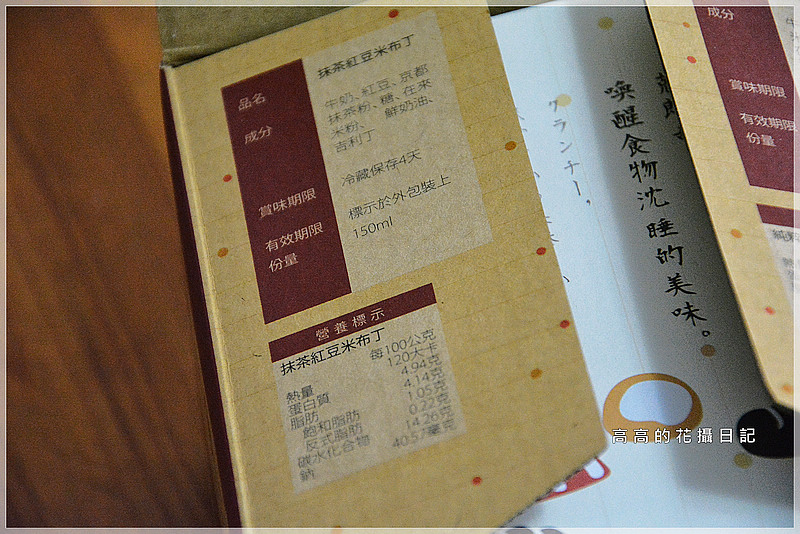 品名
抹茶紅豆米布丁
成分
牛奶、紅豆、京都
抹茶粉、糖、在來
米粉、鮮奶油、
吉利丁
賞味期限
冷藏保存4天
有效期限
標示於外包裝上
份量
150ml
營養標示
抹茶紅豆米布丁
每100公克
熱量 120大卡
蛋白質 4.94克
脂肪 4.14克
飽和脂肪 1.05克
反式脂肪 0.22克
碳水化合物 14.26克
鈉 40.57毫克
喚醒食物沈睡的美味。
グランナー,
成分
賞味期限
有效期限
份量
高高的花攝日記